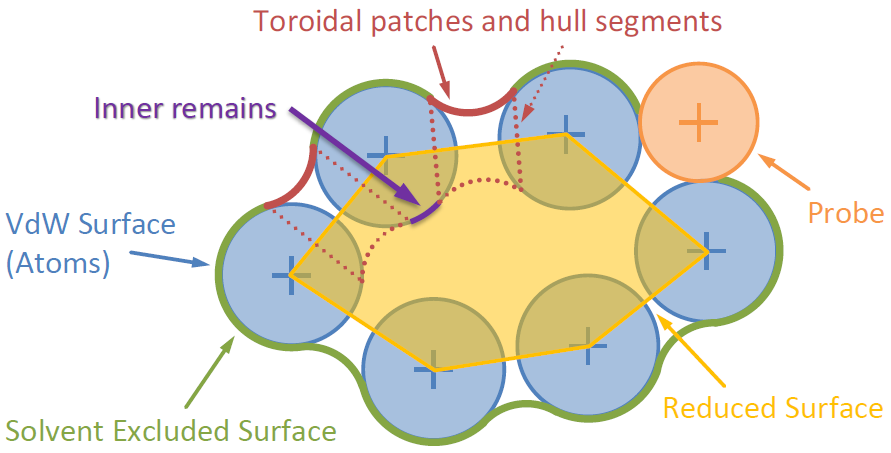 Toroidal patches and hull segments
Inner remains
VdW Surface
(Atoms)
Probe
Reduced Surface
Solvent Excluded Surface